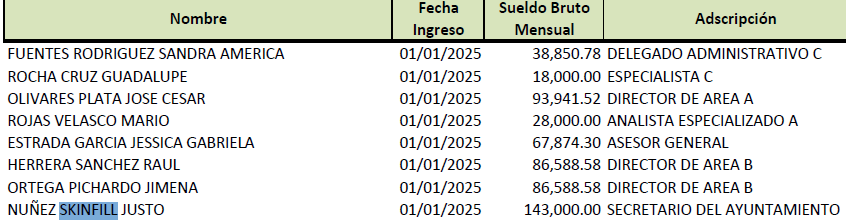 Nombre Fecha Ingreso Sueldo Bruto Mensual Adscripción
FUENTES RODRIGUEZ SANDRA AMERICA 01/01/2025 38,850.78 DELEGADO ADMINISTRATIVO C
ROCHA CRUZ GUADALUPE 01/01/2025 18,000.00 ESPECIALISTA C
OLIVARES PLATA JOSE CESAR 01/01/2025 93,941.52 DIRECTOR DE AREA A
ROJAS VELASCO MARIO 01/01/2025 28,000.00 ANALISTA ESPECIALIZADO A
ESTRADA GARCIA JESSICA GABRIELA 01/01/2025 67,874.30 ASESOR GENERAL
HERRERA SANCHEZ RAUL 01/01/2025 86,588.58 DIRECTOR DE AREA B
ORTEGA PICHARDO JIMENA 01/01/2025 86,588.58 DIRECTOR DE AREA B
NUÑEZ SKINFILL JUSTO 01/01/2025 143,000.00 SECRETARIO DEL AYUNTAMIENTO